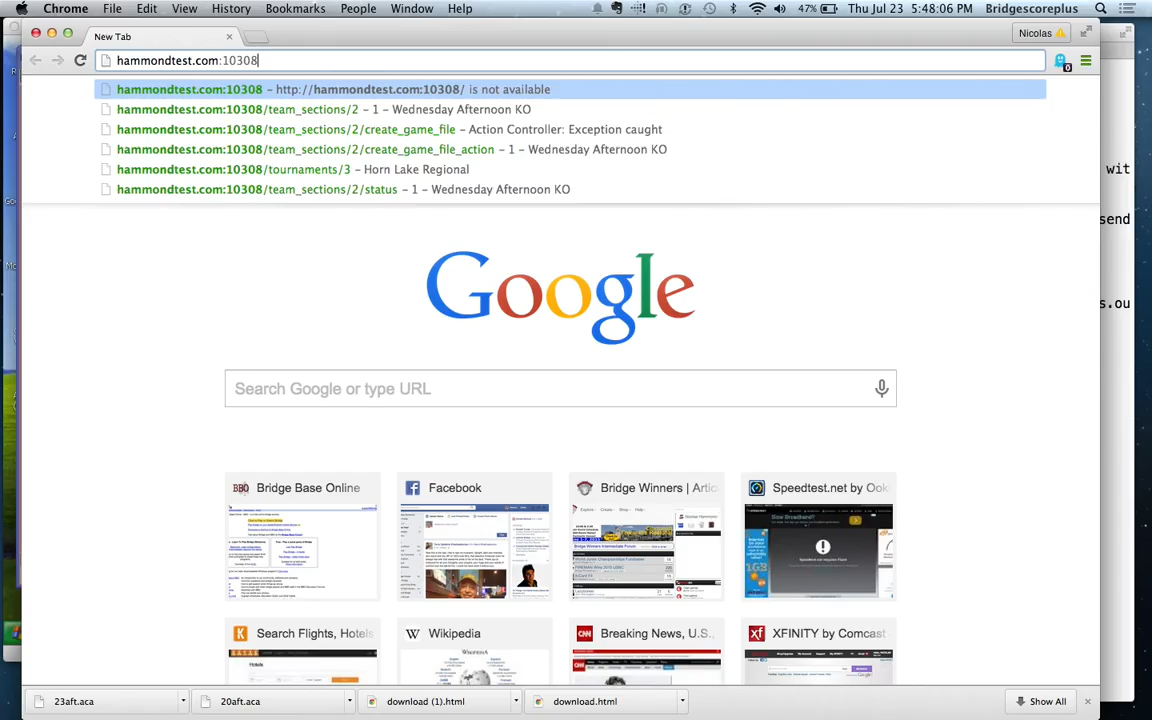 Chrome File Edit View History Bookmarks People Window Help 47% Thu Jul 23 5:48:06 PM Bridgescoreplus
New Tab Nicolas
hammondtest.com:10308 0
hammondtest.com:10308 – http://hammondtest.com:10308/ is not available
hammondtest.com:10308/team_sections/2 – 1 – Wednesday Afternoon KO
hammondtest.com:10308/team_sections/2/create_game_file – Action Controller: Exception caught
hammondtest.com:10308/team_sections/2/create_game_file_action – 1 – Wednesday Afternoon KO
wit
hammondtest.com:10308/tournaments/3 – Horn Lake Regional
hammondtest.com:10308/team_sections/2/status – 1 – Wednesday Afternoon KO
send
Google
s.ou
Search Google or type URL
BBO Bridge Base Online Facebook Bridge Winners | Artic Speedtest.net by Ook
Search Flights, Hotels W Wikipedia CNN Breaking News, U.S., xf XFINITY by Comcast
WIKIPEDIA
Hotels
23aft.aca 20aft.aca download (1).html download.html Show All